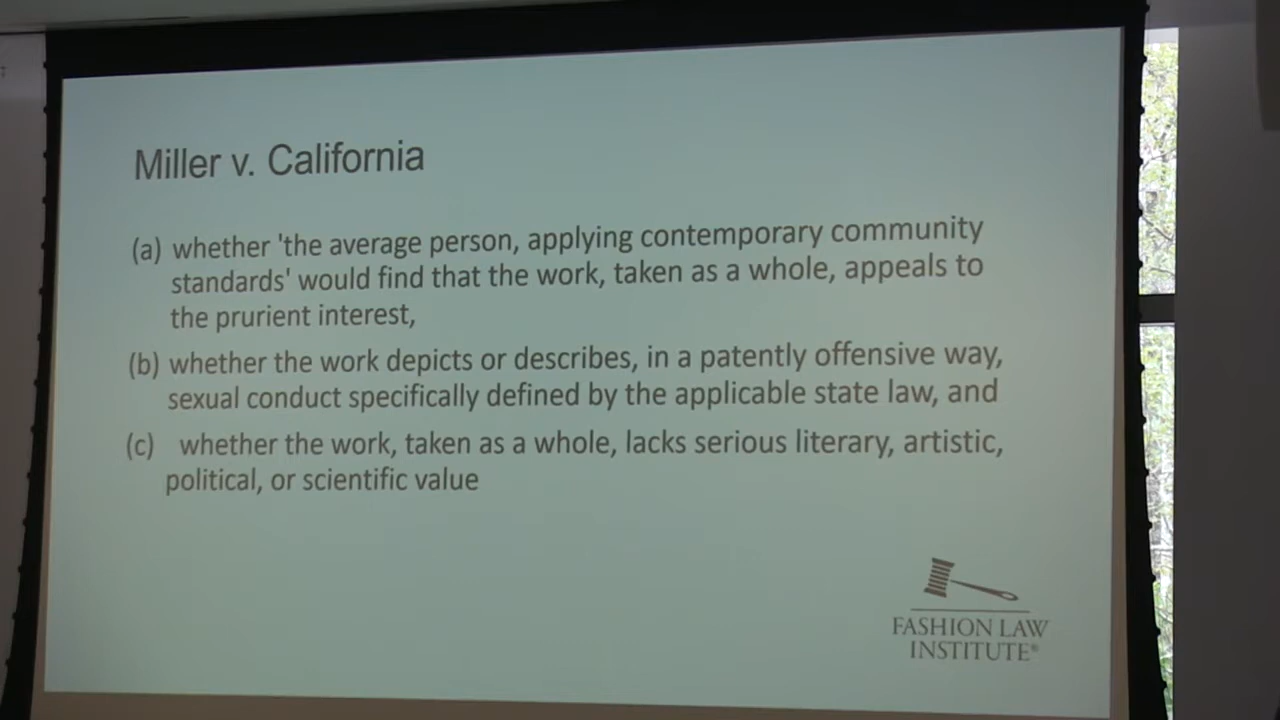 Miller v. California
(a) whether 'the average person, applying contemporary community
standards' would find that the work, taken as a whole, appeals to
the prurient interest,
(b) whether the work depicts or describes, in a patently offensive way,
sexual conduct specifically defined by the applicable state law, and
(c) whether the work, taken as a whole, lacks serious literary, artistic,
political, or scientific value
FASHION LAW
INSTITUTE®